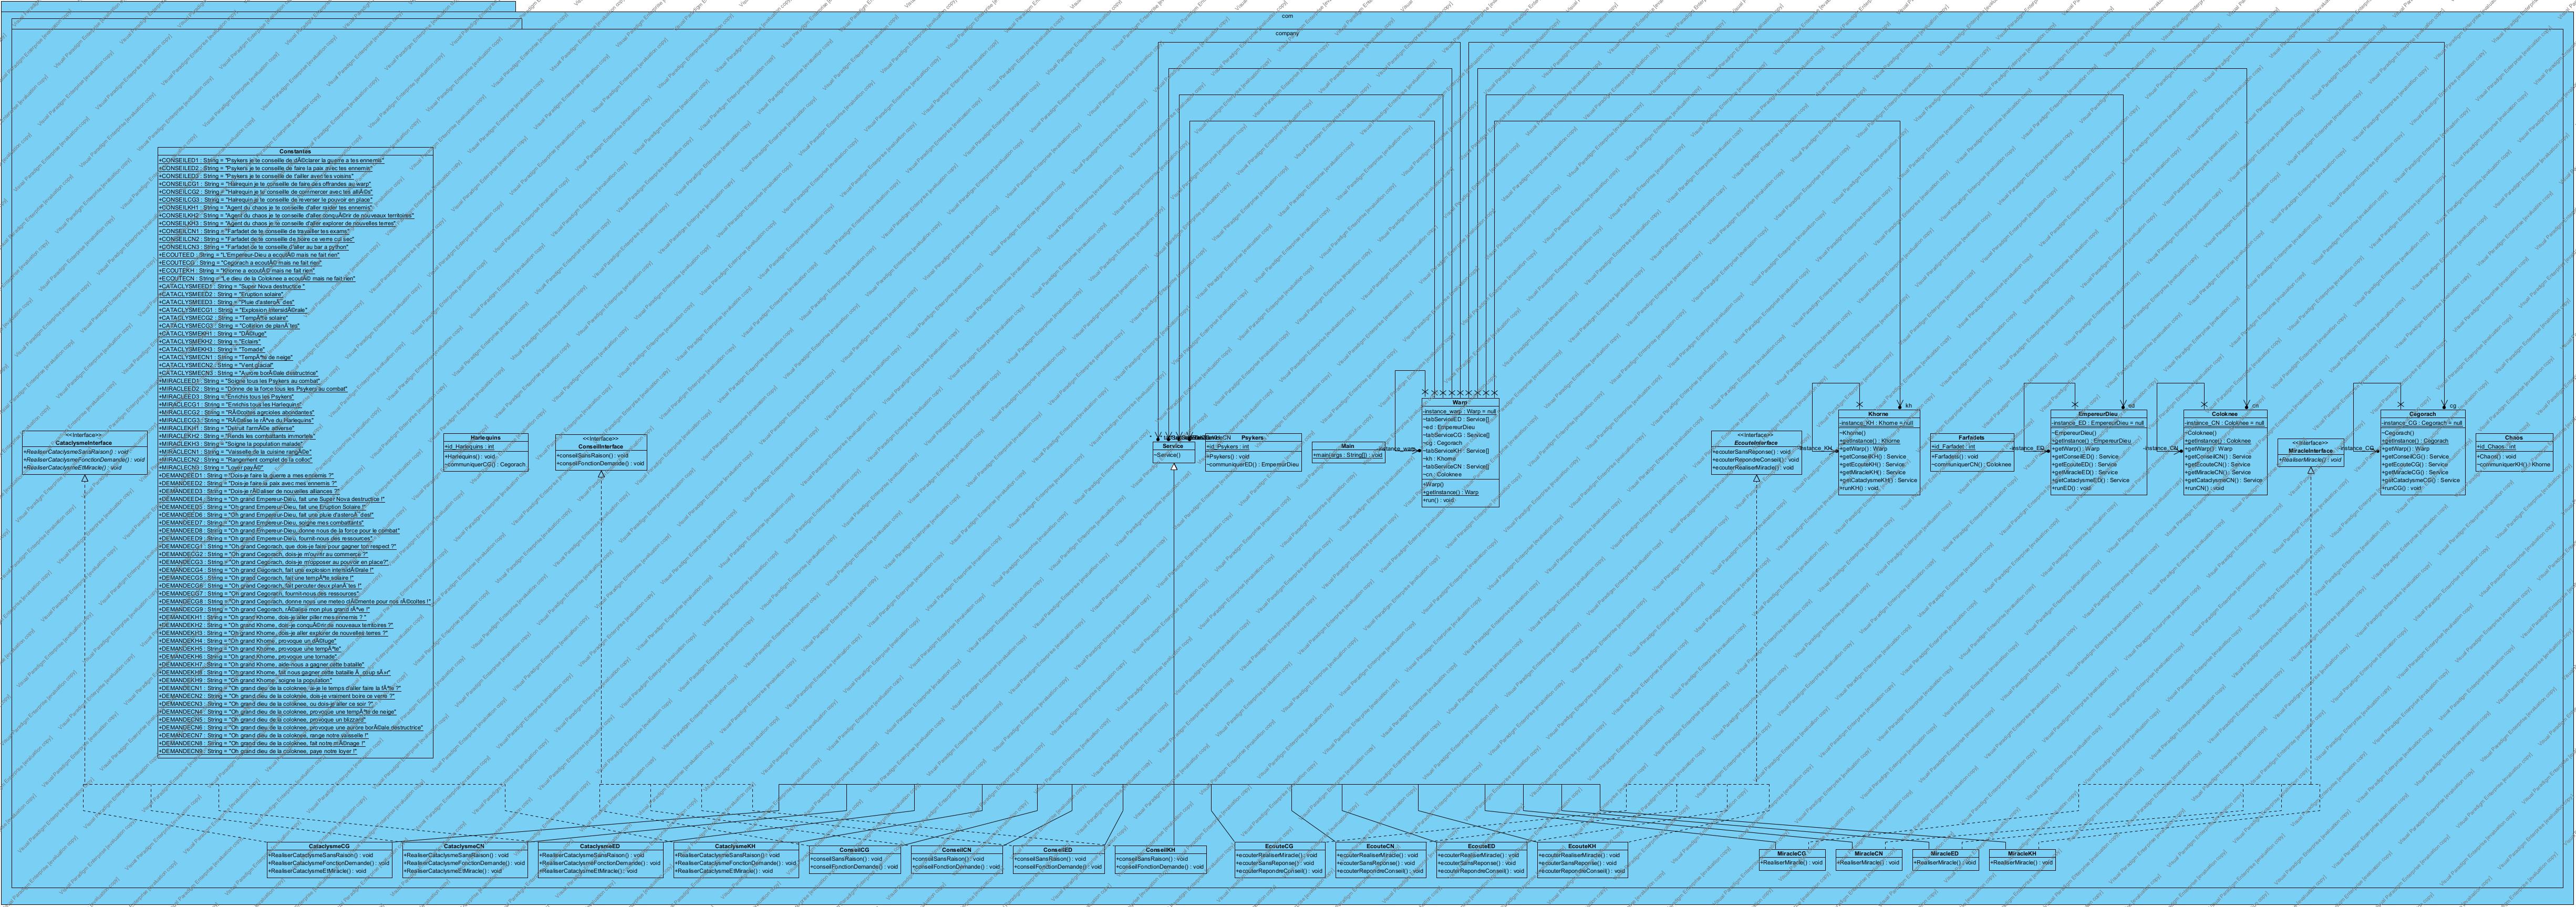 com
company
Constantes
+CONSEILED1 : String = "Psykers je te conseille de dÃ©clarer la guerre a tes ennemis"
+CONSEILED2 : String = "Psykers je te conseille de faire la paix avec tes ennemis"
+CONSEILED3 : String = "Psykers je te conseille de t'allier avec tes voisins"
+CONSEILCG1 : String = "Halrequin je te conseille de faire des offrandes au warp"
+CONSEILCG2 : String = "Halrequin je te conseille de commercer avec tes alliÃ©s"
+CONSEILCG3 : String = "Halrequin je te conseille de reverser le pouvoir en place"
+CONSEILKH1 : String = "Agent du chaos je te conseille d'aller raider tes ennemis"
+CONSEILKH2 : String = "Agent du chaos je te conseille d'aller conquÃ©rir de nouveaux territoires"
+CONSEILKH3 : String = "Agent du chaos je te conseille d'aller explorer de nouvelles terres"
+CONSEILCN1 : String = "Farfadet de te conseille de travailler tes exams"
+CONSEILCN2 : String = "Farfadet de te conseille de boire ce verre cul sec"
+CONSEILCN3 : String = "Farfadet de te conseille d'aller au bar a python"
+ECOUTEED : String = "L'Empereur-Dieu a ecoutÃ© mais ne fait rien"
+ECOUTECG : String = "Cegorach a ecoutÃ© mais ne fait rien"
+ECOUTEKH : String = "Khorne a ecoutÃ© mais ne fait rien"
+ECOUTECN : String = "Le dieu de la Coloknee a ecoutÃ© mais ne fait rien"
+CATACLYSMEED1 : String = "Super Nova destructice "
+CATACLYSMEED2 : String = "Eruption solaire"
+CATACLYSMEED3 : String = "Pluie d'asteroÃ¯des"
+CATACLYSMECG1 : String = "Explosion intersidÃ©rale"
+CATACLYSMECG2 : String = "TempÃªte solaire"
+CATACLYSMECG3 : String = "Collision de planÃ¨tes"
+CATACLYSMEKH1 : String = "DÃ©luge"
+CATACLYSMEKH2 : String = "Eclairs"
+CATACLYSMEKH3 : String = "Tornade"
+CATACLYSMECN1 : String = "TempÃªte de neige"
+CATACLYSMECN2 : String = "Vent glacial"
+CATACLYSMECN3 : String = "Aurore borÃ©ale destructrice"
+MIRACLEED1 : String = "Soigne tous les Psykers au combat"
+MIRACLEED2 : String = "Donne de la force tous les Psykers au combat"
+MIRACLEED3 : String = "Enrichis tous les Psykers"
+MIRACLECG1 : String = "Enrichis tous les Harlequins"
+MIRACLECG2 : String = "RÃ©coltes agricoles abondantes"
+MIRACLECG3 : String = "RÃ©alise le rÃªve du Harlequins"
+MIRACLEKH1 : String = "Detruit l'armÃ©e adverse"
+MIRACLEKH2 : String = "Rends les combattants immortels"
+MIRACLEKH3 : String = "Soigne la population malade"
+MIRACLECN1 : String = "Vaisselle de la cuisine rangÃ©e"
+MIRACLECN2 : String = "Rangement complet de la colloc"
+MIRACLECN3 : String = "Loyer payÃ©"
+DEMANDEED1 : String = "Dois-je faire la guerre a mes ennemis ?"
+DEMANDEED2 : String = "Dois-je faire la paix avec mes ennemis ?"
+DEMANDEED3 : String = "Dois-je rÃ©aliser de nouvelles alliances ?"
+DEMANDEED4 : String = "Oh grand Empereur-Dieu, fait une Super Nova destructice !"
+DEMANDEED5 : String = "Oh grand Empereur-Dieu, fait une Eruption Solaire !"
+DEMANDEED6 : String = "Oh grand Empereur-Dieu, fait une pluie d'asteroÃ¯des!"
+DEMANDEED7 : String = "Oh grand Empereur-Dieu, soigne mes combattants"
+DEMANDEED8 : String = "Oh grand Empereur-Dieu, donne nous de la force pour le combat"
+DEMANDEED9 : String = "Oh grand Empereur-Dieu, fournit-nous des ressources"
+DEMANDECG1 : String = "Oh grand Cegorach, que dois-je faire pour gagner ton respect ?"
+DEMANDECG2 : String = "Oh grand Cegorach, dois-je m'ouvrir au commerce ?"
+DEMANDECG3 : String = "Oh grand Cegorach, dois-je m'opposer au pouvoir en place?"
+DEMANDECG4 : String = "Oh grand Cegorach, fait une explosion intersidÃ©rale !"
+DEMANDECG5 : String = "Oh grand Cegorach, fait une tempÃªte solaire !"
+DEMANDECG6 : String = "Oh grand Cegorach, fait percuter deux planÃ¨tes !"
+DEMANDECG7 : String = "Oh grand Cegorach, fournit-nous des ressources"
+DEMANDECG8 : String = "Oh grand Cegorach, donne nous une meteo clÃ©mente pour nos rÃ©coltes !"
+DEMANDECG9 : String = "Oh grand Cegorach, rÃ©alise mon plus grand rÃªve !"
+DEMANDEKH1 : String = "Oh grand Khorne, dois-je aller piller mes ennemis ? "
+DEMANDEKH2 : String = "Oh grand Khorne, dois-je conquÃ©rir de nouveaux territoires ?"
+DEMANDEKH3 : String = "Oh grand Khorne, dois-je aller explorer de nouvelles terres ?"
+DEMANDEKH4 : String = "Oh grand Khorne, provoque un dÃ©luge"
+DEMANDEKH5 : String = "Oh grand Khorne, provoque une tempÃªte"
+DEMANDEKH6 : String = "Oh grand Khorne, provoque une tornade"
+DEMANDEKH7 : String = "Oh grand Khorne, aide-nous a gagner cette bataille"
+DEMANDEKH8 : String = "Oh grand Khorne, fait nous gagner cette bataille Ã  coup sÃ»r"
+DEMANDEKH9 : String = "Oh grand Khorne, soigne la population"
+DEMANDECN1 : String = "Oh grand dieu de la coloknee, ai-je le temps d'aller faire la fÃªte ?"
+DEMANDECN2 : String = "Oh grand dieu de la coloknee, dois-je vraiment boire ce verre ?"
+DEMANDECN3 : String = "Oh grand dieu de la coloknee, ou dois-je aller ce soir ?"
+DEMANDECN4 : String = "Oh grand dieu de la coloknee, provoque une tempÃªte de neige"
+DEMANDECN5 : String = "Oh grand dieu de la coloknee, provoque un blizzard"
+DEMANDECN6 : String = "Oh grand dieu de la coloknee, provoque une aurore borÃ©ale destructrice"
+DEMANDECN7 : String = "Oh grand dieu de la coloknee, range notre vaisselle !"
+DEMANDECN8 : String = "Oh grand dieu de la coloknee, fait notre mÃ©nage !"
+DEMANDECN9 : String = "Oh grand dieu de la coloknee, paye notre loyer !"
<<Interface>>
CataclysmeInterface
+RealiserCataclysmeSansRaison() : void
+RealiserCataclysmeFonctionDemande() : void
+RealiserCataclysmeEtMiracle() : void
Harlequins
+id_Harlequins : int
+Harlequins() : void
~communiquerCG() : Cegorach
<<Interface>>
ConseilInterface
+conseilSansRaison() : void
+conseilFonctionDemande() : void
Service
~Service()
Psykers
+id_Psykers : int
+Psykers() : void
~communiquerED() : EmpereurDieu
Main
+main(args : String[]) : void
-instance_warp
Warp
-instance_warp : Warp = null
~tabServiceED : Service[]
~ed : EmpereurDieu
~tabServiceCG : Service[]
~cg : Cegorach
~tabServiceKH : Service[]
~kh : Khorne
~tabServiceCN : Service[]
~cn : Coloknee
+Warp()
+getInstance() : Warp
+run() : void
<<Interface>>
EcouteInterface
+ecouterSansReponse() : void
+ecouterRepondreConseil() : void
+ecouterRealiseMiracle() : void
-instance_KH
kh
Khorne
-instance_KH : Khorne = null
~Khorne()
+getInstance() : Khorne
+getWarp() : Warp
+getConseilKH() : Service
+getEcouteKH() : Service
+getMiracleKH() : Service
+getCataclysmeKH() : Service
+runKH() : void
Farfadets
+id_Farfadet : int
+Farfadets() : void
~communiquerCN() : Coloknee
-instance_ED
ed
EmpereurDieu
-instance_ED : EmpereurDieu = null
~EmpereurDieu()
+getInstance() : EmpereurDieu
+getWarp() : Warp
+getConseilED() : Service
+getEcouteED() : Service
+getMiracleED() : Service
+getCataclysmeED() : Service
+runED() : void
-instance_CN
cn
Coloknee
-instance_CN : Coloknee = null
~Coloknee()
+getInstance() : Coloknee
+getWarp() : Warp
+getConseilCN() : Service
+getEcouteCN() : Service
+getMiracleCN() : Service
+getCataclysmeCN() : Service
+runCN() : void
<<Interface>>
MiracleInterface
+RealiserMiracle() : void
-instance_CG
cg
Cegorach
-instance_CG : Cegorach = null
~Cegorach()
+getInstance() : Cegorach
+getWarp() : Warp
+getConseilCG() : Service
+getEcouteCG() : Service
+getMiracleCG() : Service
+getCataclysmeCG() : Service
+runCG() : void
Chaos
+id_Chaos : int
+Chaos() : void
~communiquerKH() : Khorne
CataclysmeCG
+RealiserCataclysmeSansRaison() : void
+RealiserCataclysmeFonctionDemande() : void
+RealiserCataclysmeEtMiracle() : void
CataclysmeCN
+RealiserCataclysmeSansRaison() : void
+RealiserCataclysmeFonctionDemande() : void
+RealiserCataclysmeEtMiracle() : void
CataclysmeED
+RealiserCataclysmeSansRaison() : void
+RealiserCataclysmeFonctionDemande() : void
+RealiserCataclysmeEtMiracle() : void
CataclysmeKH
+RealiserCataclysmeSansRaison() : void
+RealiserCataclysmeFonctionDemande() : void
+RealiserCataclysmeEtMiracle() : void
ConseilCG
+conseilSansRaison() : void
+conseilFonctionDemande() : void
ConseilCN
+conseilSansRaison() : void
+conseilFonctionDemande() : void
ConseilED
+conseilSansRaison() : void
+conseilFonctionDemande() : void
ConseilKH
+conseilSansRaison() : void
+conseilFonctionDemande() : void
EcouteCG
+ecouterRealiserMiracle() : void
+ecouterSansReponse() : void
+ecouterRepondreConseil() : void
EcouteCN
+ecouterRealiserMiracle() : void
+ecouterSansReponse() : void
+ecouterRepondreConseil() : void
EcouteED
+ecouterRealiserMiracle() : void
+ecouterSansReponse() : void
+ecouterRepondreConseil() : void
EcouteKH
+ecouterRealiserMiracle() : void
+ecouterSansReponse() : void
+ecouterRepondreConseil() : void
MiracleCG
+RealiserMiracle() : void
MiracleCN
+RealiserMiracle() : void
MiracleED
+RealiserMiracle() : void
MiracleKH
+RealiserMiracle() : void
Visual Paradigm Enterprise [evaluation copy]